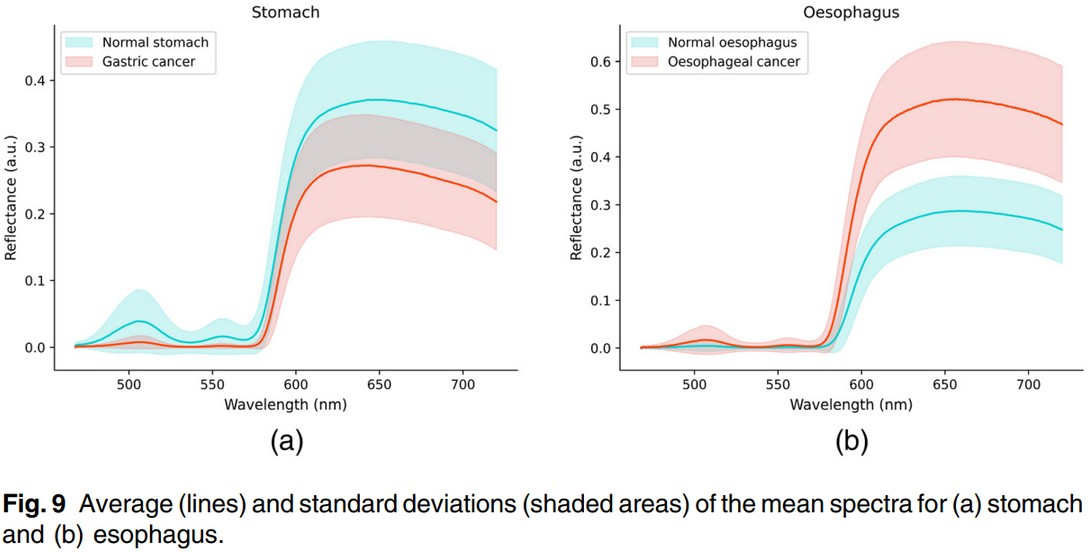 Stomach
Normal stomach
Gastric cancer
Reflectance (a.u.)
0.4
0.3
0.2
0.1
0.0
500 550 600 650 700
Wavelength (nm)
(a)
Oesophagus
Normal oesophagus
Oesophageal cancer
Reflectance (a.u.)
0.6
0.5
0.4
0.3
0.2
0.1
0.0
500 550 600 650 700
Wavelength (nm)
(b)
Fig. 9 Average (lines) and standard deviations (shaded areas) of the mean spectra for (a) stomach
and (b) esophagus.